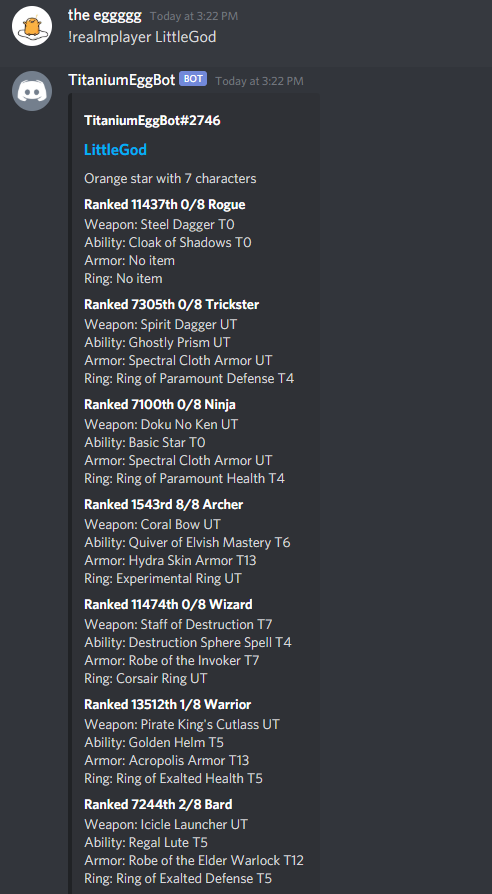 the eggggg Today at 3:22 PM
!realmplayer LittleGod
TitaniumEggBot BOT Today at 3:22 PM
TitaniumEggBot#2746
LittleGod
Orange star with 7 characters
Ranked 11437th 0/8 Rogue
Weapon: Steel Dagger T0
Ability: Cloak of Shadows T0
Armor: No item
Ring: No item
Ranked 7305th 0/8 Trickster
Weapon: Spirit Dagger UT
Ability: Ghostly Prism UT
Armor: Spectral Cloth Armor UT
Ring: Ring of Paramount Defense T4
Ranked 7100th 0/8 Ninja
Weapon: Doku No Ken UT
Ability: Basic Star T0
Armor: Spectral Cloth Armor UT
Ring: Ring of Paramount Health T4
Ranked 1543rd 8/8 Archer
Weapon: Coral Bow UT
Ability: Quiver of Elvish Mastery T6
Armor: Hydra Skin Armor T13
Ring: Experimental Ring UT
Ranked 11474th 0/8 Wizard
Weapon: Staff of Destruction T7
Ability: Destruction Sphere Spell T4
Armor: Robe of the Invoker T7
Ring: Corsair Ring UT
Ranked 13512th 1/8 Warrior
Weapon: Pirate King's Cutlass UT
Ability: Golden Helm T5
Armor: Acropolis Armor T13
Ring: Ring of Exalted Health T5
Ranked 7244th 2/8 Bard
Weapon: Icicle Launcher UT
Ability: Regal Lute T5
Armor: Robe of the Elder Warlock T12
Ring: Ring of Exalted Defense T5